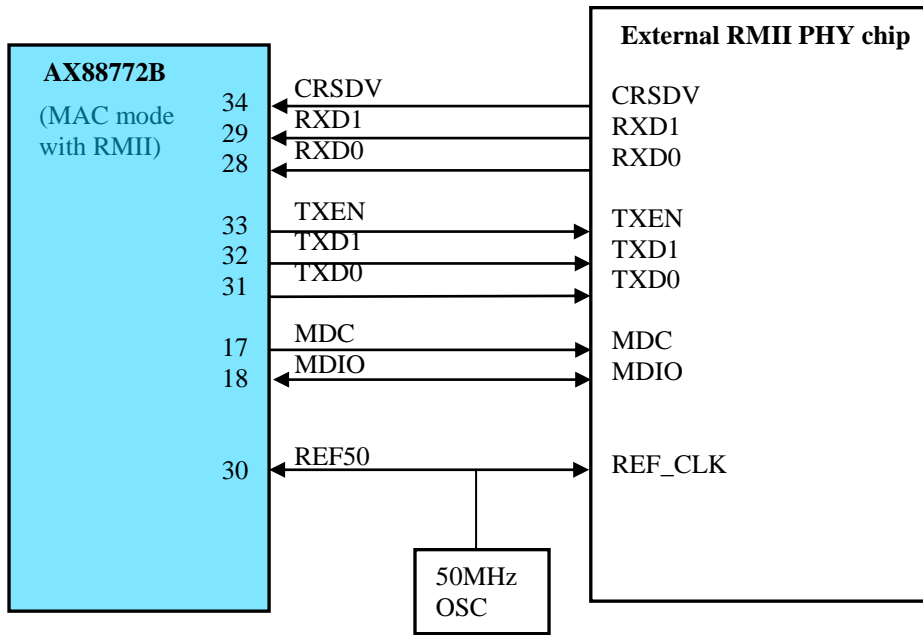 AX88772B
(MAC mode
with RMII)
34
29
28
33
32
31
17
18
30
CRSDV
RXD1
RXD0
TXEN
TXD1
TXD0
MDC
MDIO
REF50
50MHz
OSC
External RMII PHY chip
CRSDV
RXD1
RXD0
TXEN
TXD1
TXD0
MDC
MDIO
REF_CLK